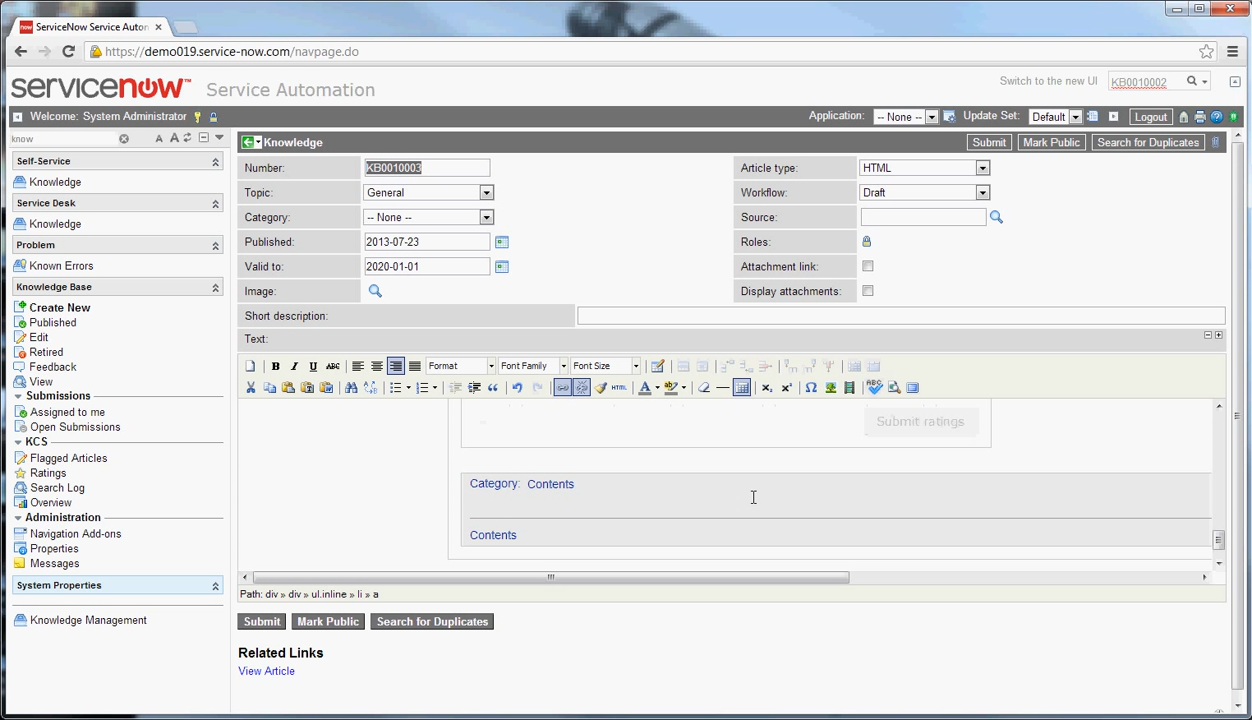 ServiceNow Service Auton
https://demo019.service-now.com/navpage.do
servicenow™ Service Automation
Switch to the new UI
KB0010002
Welcome: System Administrator
Application: -- None --
Update Set: Default
Logout
know
A A
Self-Service
Knowledge
Service Desk
Knowledge
Problem
Known Errors
Knowledge Base
Create New
Published
Edit
Retired
Feedback
View
Submissions
Assigned to me
Open Submissions
KCS
Flagged Articles
Ratings
Search Log
Overview
Administration
Navigation Add-ons
Properties
Messages
System Properties
Knowledge Management
Knowledge
Submit Mark Public Search for Duplicates
Number: KB0010003
Topic: General
Category: -- None --
Published: 2013-07-23
Valid to: 2020-01-01
Image:
Article type: HTML
Workflow: Draft
Source:
Roles:
Attachment link:
Display attachments:
Short description:
Text:
B I U ABC Format Font Family Font Size
HTML A ab
Submit ratings
Category: Contents
Contents
Path: div » div » ul.inline » li » a
Submit Mark Public Search for Duplicates
Related Links
View Article